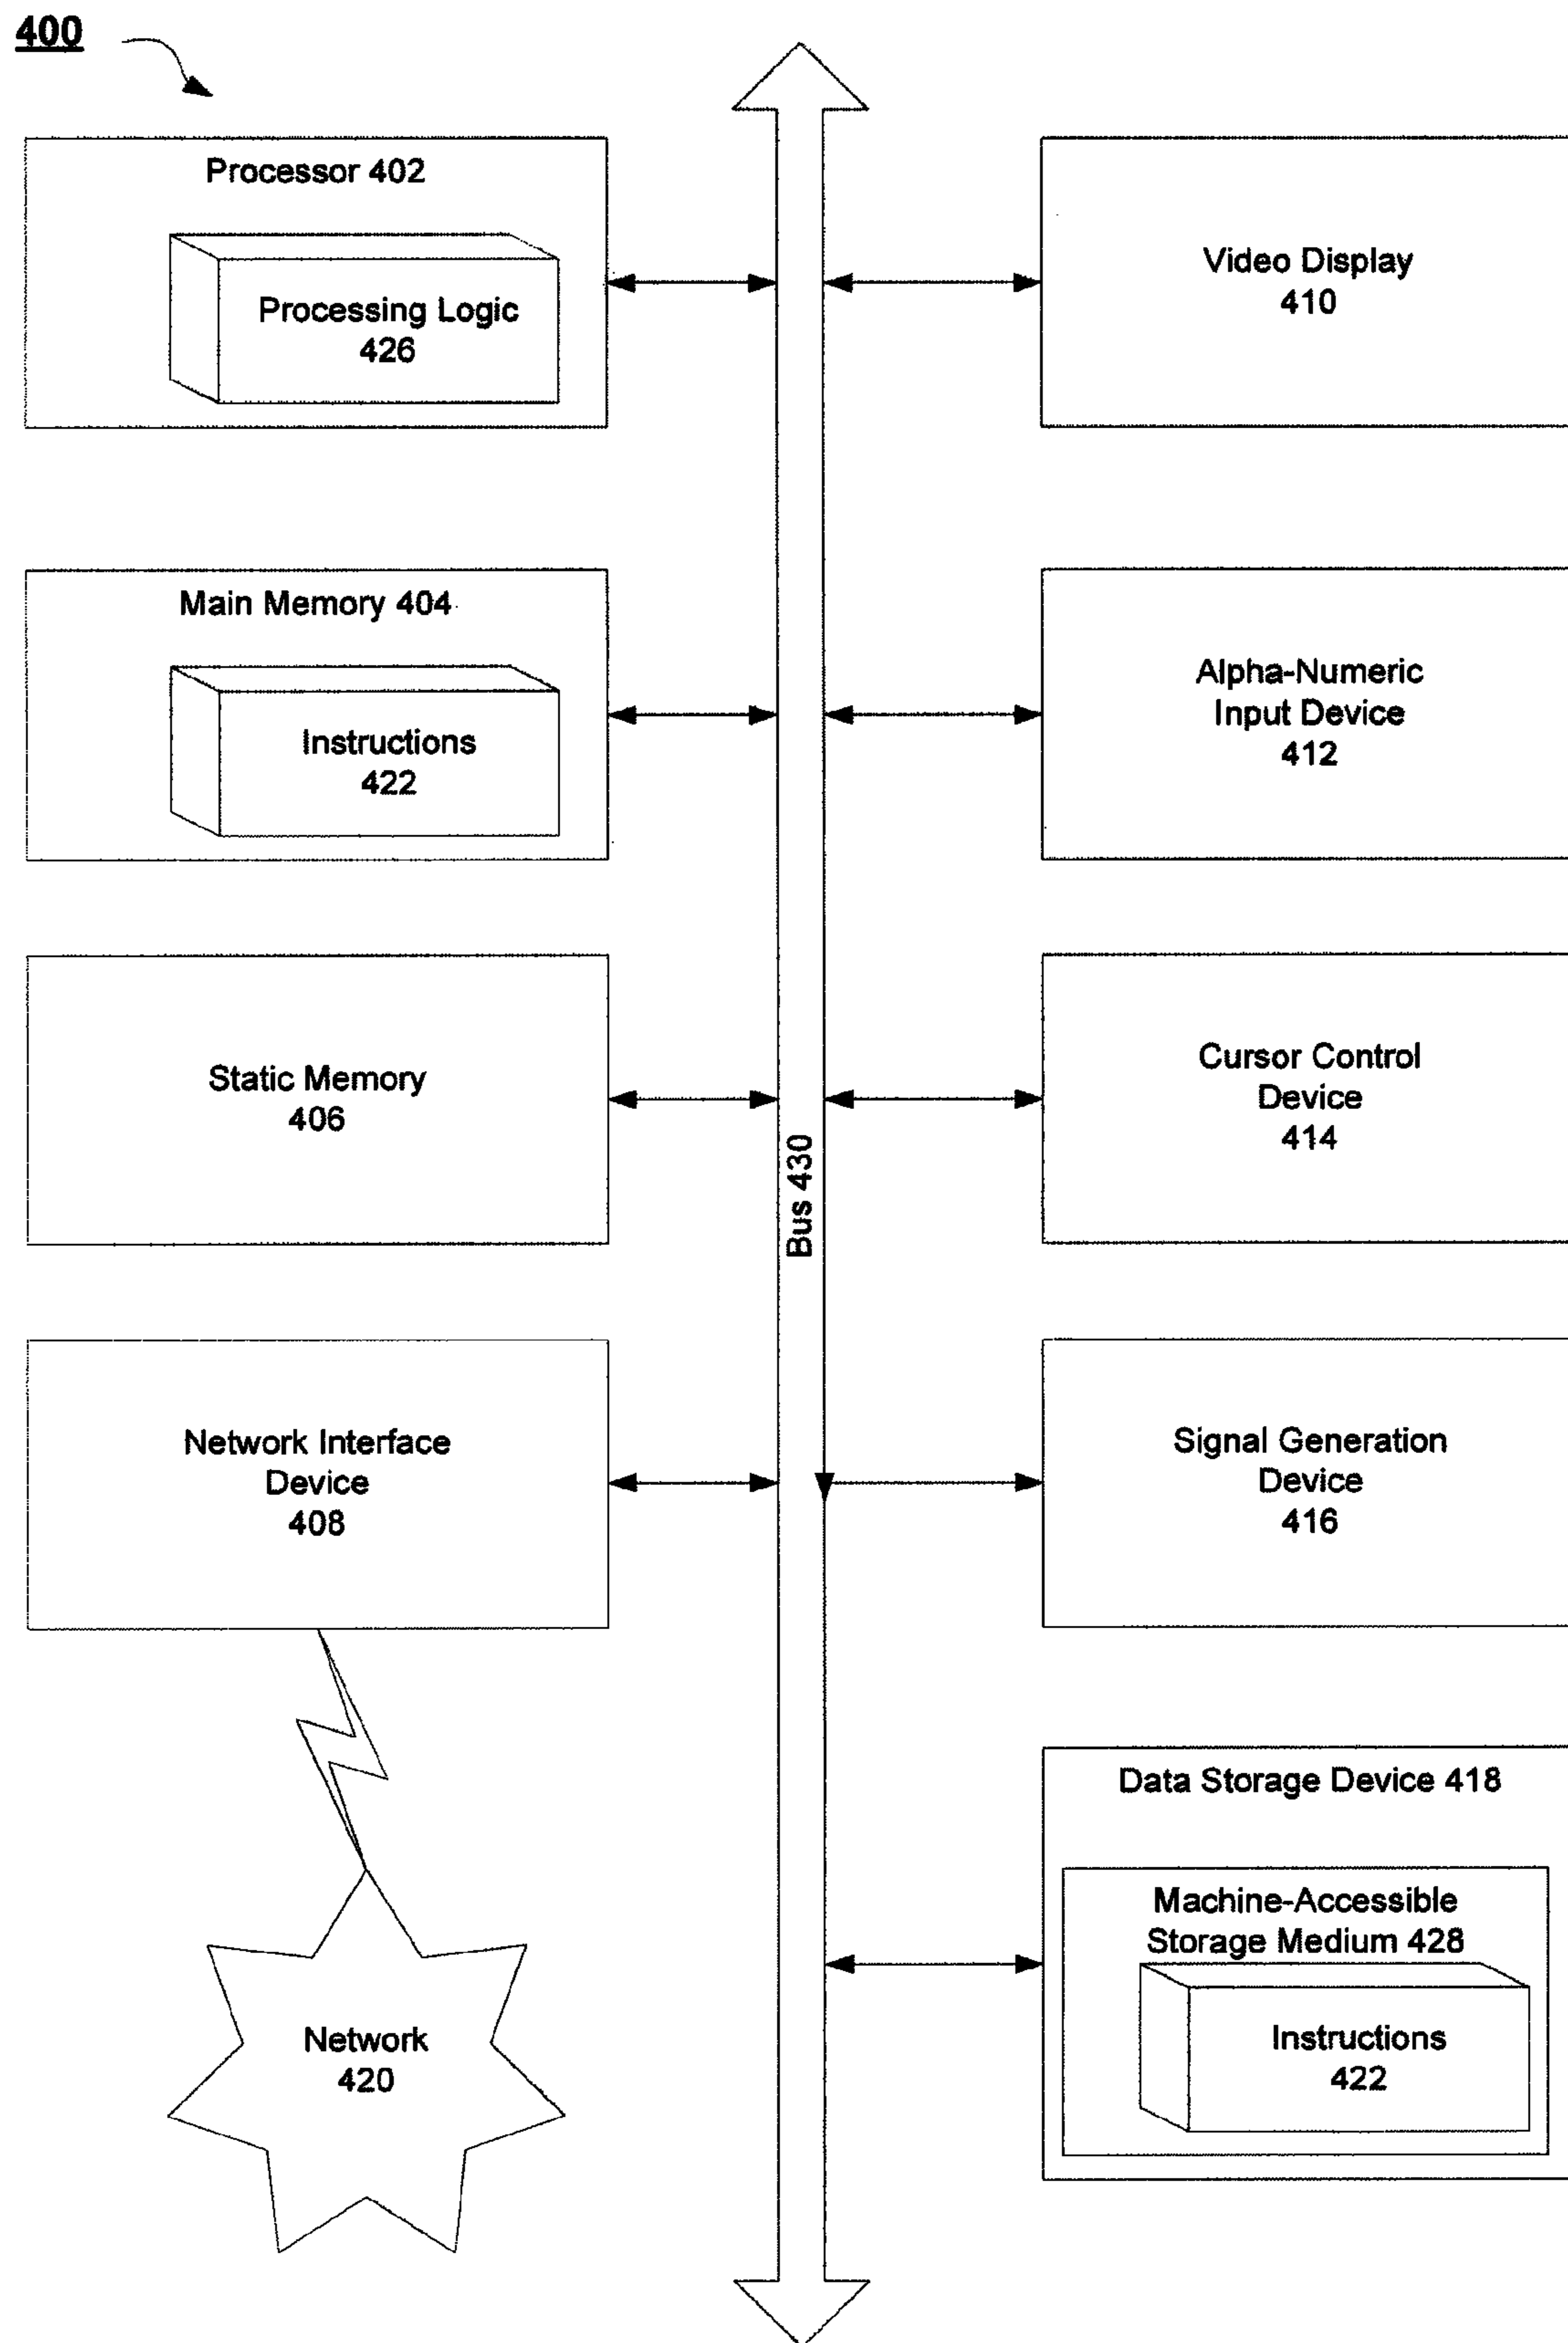 400
Processor 402
Processing Logic
426
Video Display
410
Main Memory 404
Instructions
422
Alpha-Numeric
Input Device
412
Static Memory
406
Cursor Control
Device
414
Bus 430
Network Interface
Device
408
Signal Generation
Device
416
Data Storage Device 418
Machine-Accessible
Storage Medium 428
Instructions
422
Network
420